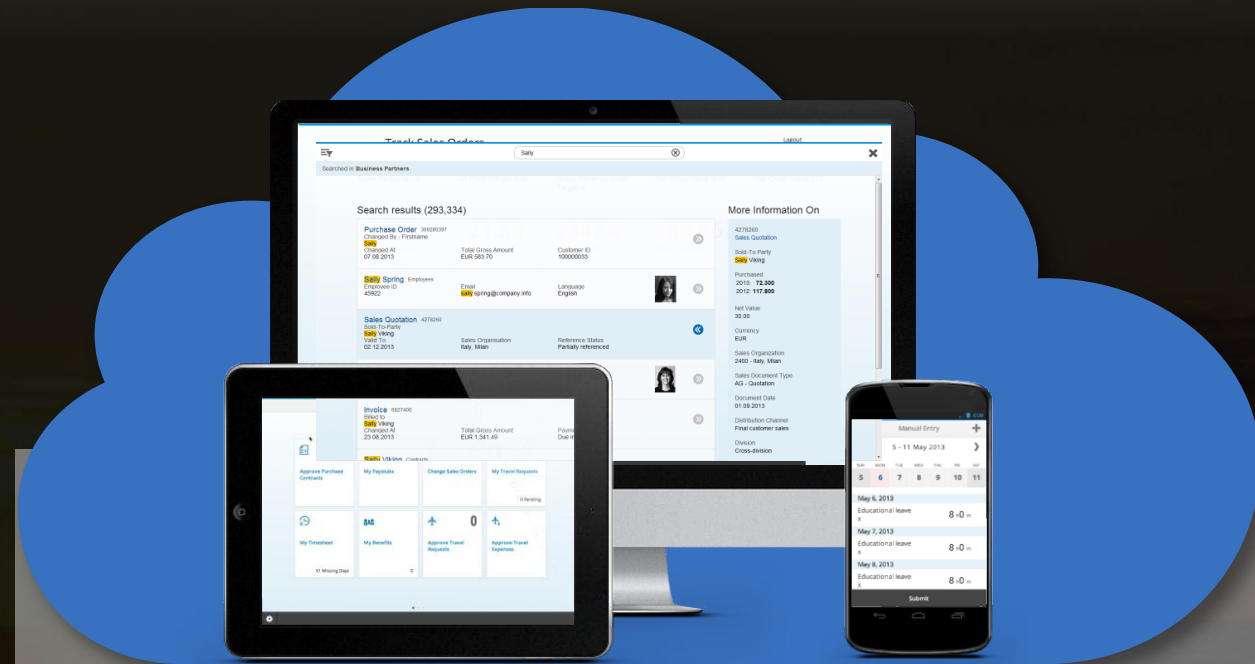 Track Sales Orders
Logout
Sally
Searched in Business Partners
Search results (293,334)
Purchase Order
Changed By - Firstname
Sally
Changed At Total Gross Amount Customer ID
07.08.2013 EUR 583.70 100000033
Sally Spring Employees
Employee ID Email Language
45922 sally spring@company.info English
Sales Quotation 4278260
Sold-To-Party
Sally Viking
Valid To Sales Organisation Reference Status
02.12.2013 Italy, Milan Partially referenced
More Information On
4278260
Sales Quotation
Sold-To Party
Sally Viking
Purchased
2013: 72.300
2012: 117.800
Net Value
30.00
Currency
EUR
Sales Organization
2400 - Italy, Milan
Sales Document Type
AG - Quotation
Document Date
01.09.2013
Distribution Channel
Final customer sales
Division
Cross-division
Invoice 6827400
Billed to
Sally Viking
Changed At Total Gross Amount
23.08.2013 EUR 1,341.49 Due in
Sally Viking Contacts
Approve Purchase
Contracts
My Paystubs
Change Sales Orders
My Travel Requests
0 Pending
My Timesheet
51 Missing Days
My Benefits
0
Approve Travel
Requests
Approve Travel
Expenses
6:00
Manual Entry +
5 - 11 May 2013
SUN MON TUE WED THU FRI SAT
5 6 7 8 9 10 11
May 6, 2013
Educational leave 8 h 0 m
X
May 7, 2013
Educational leave 8 h 0 m
X
May 8, 2013
Educational leave 8 h 0 m
X
Submit